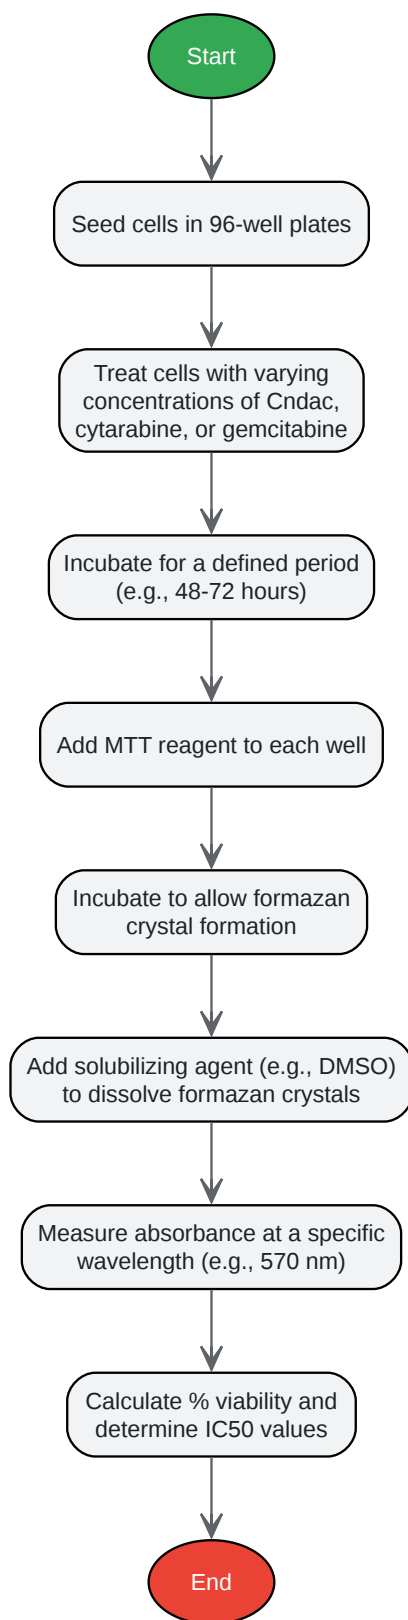 Start
Seed cells in 96-well plates
Treat cells with varying
concentrations of Cndac,
cytarabine, or gemcitabine
Incubate for a defined period
(e.g., 48-72 hours)
Add MTT reagent to each well
Incubate to allow formazan
crystal formation
Add solubilizing agent (e.g., DMSO)
to dissolve formazan crystals
Measure absorbance at a specific
wavelength (e.g., 570 nm)
Calculate % viability and
determine IC50 values
End